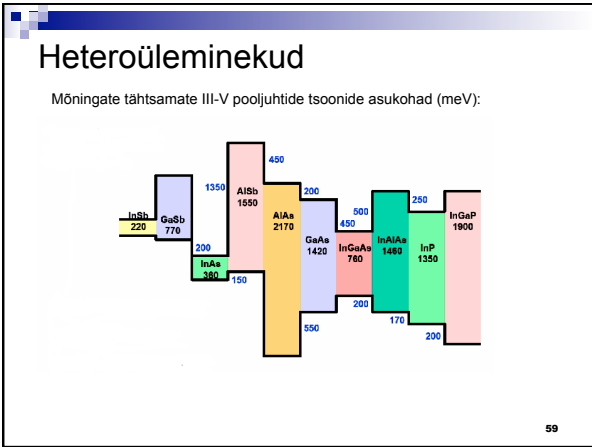 Heteroüleminekud
Mõningate tähtsamate III-V pooljuhtide tsoonide asukohad (meV):
InSb
220
GaSb
770
200
InAs
360
1350
150
AlSb
1550
450
AlAs
2170
200
550
GaAs
1420
500
450
InGaAs
760
200
InAlAs
1460
170
250
InP
1350
200
InGaP
1900
59